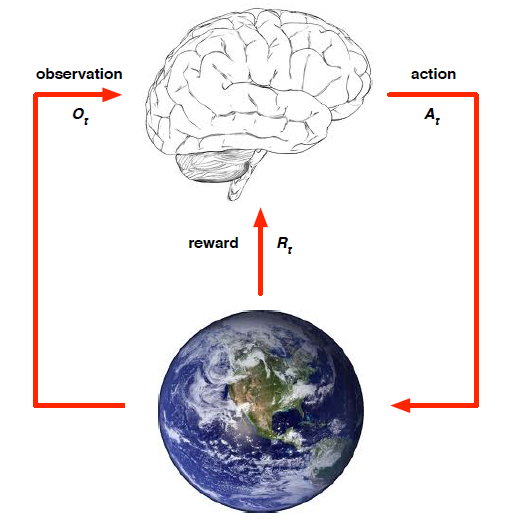 observation
action
Oₜ
Aₜ
reward
Rₜ